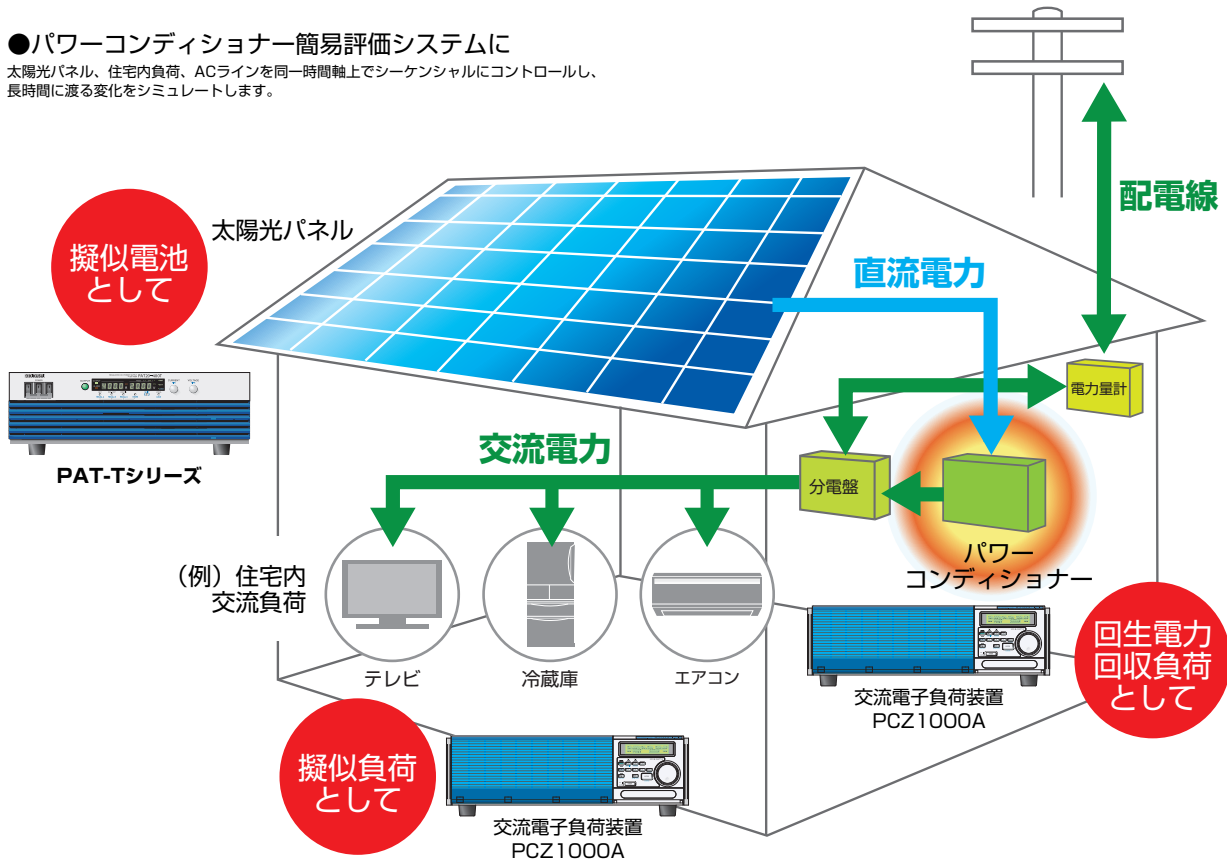 ●パワーコンディショナー簡易評価システムに
太陽光パネル、住宅内負荷、ACラインを同一時間軸上でシーケンシャルにコントロールし、
長時間に渡る変化をシミュレートします。
配電線
擬似電池
として
太陽光パネル
直流電力
電力量計
PAT-Tシリーズ
交流電力
分電盤
パワー
コンディショナー
（例）住宅内
交流負荷
テレビ
冷蔵庫
エアコン
回生電力
回収負荷
として
交流電子負荷装置
PCZ1000A
擬似負荷
として
交流電子負荷装置
PCZ1000A